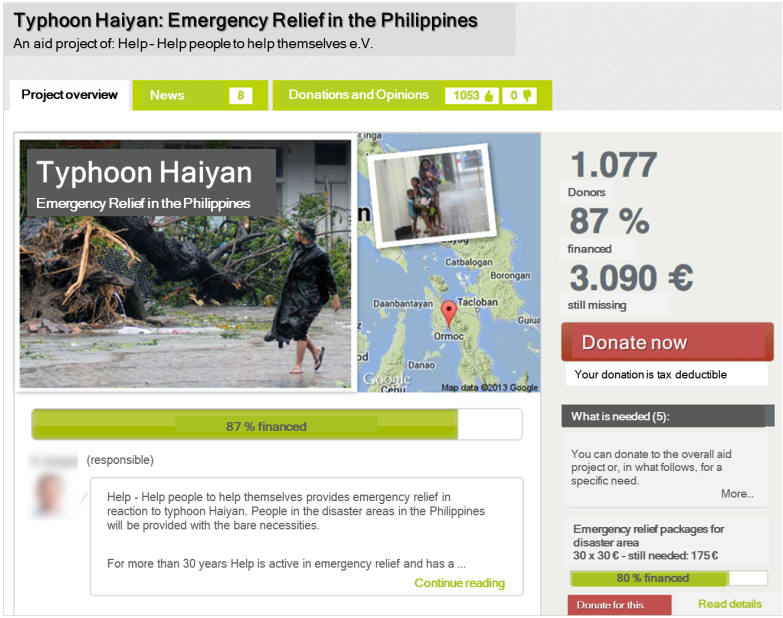 Typhoon Haiyan: Emergency Relief in the Philippines
An aid project of: Help - Help people to help themselves e.V.
Project overview
News 8
Donations and Opinions 1053 0
Typhoon Haiyan
Emergency Relief in the Philippines
Catbalogan
Borongan
Daanbantayan
Tacloban
Ormoc
Danao
Google
Map data ©2013 Google
1.077
Donors
87 %
financed
3.090 €
still missing
Donate now
Your donation is tax deductible
87 % financed
(responsible)
Help - Help people to help themselves provides emergency relief in
reaction to typhoon Haiyan. People in the disaster areas in the Philippines
will be provided with the bare necessities.
For more than 30 years Help is active in emergency relief and has a ...
Continue reading
What is needed (5):
You can donate to the overall aid
project or, in what follows, for a
specific need.
More...
Emergency relief packages for
disaster area
30 x 30 € - still needed: 175 €
80 % financed
Donate for this
Read details